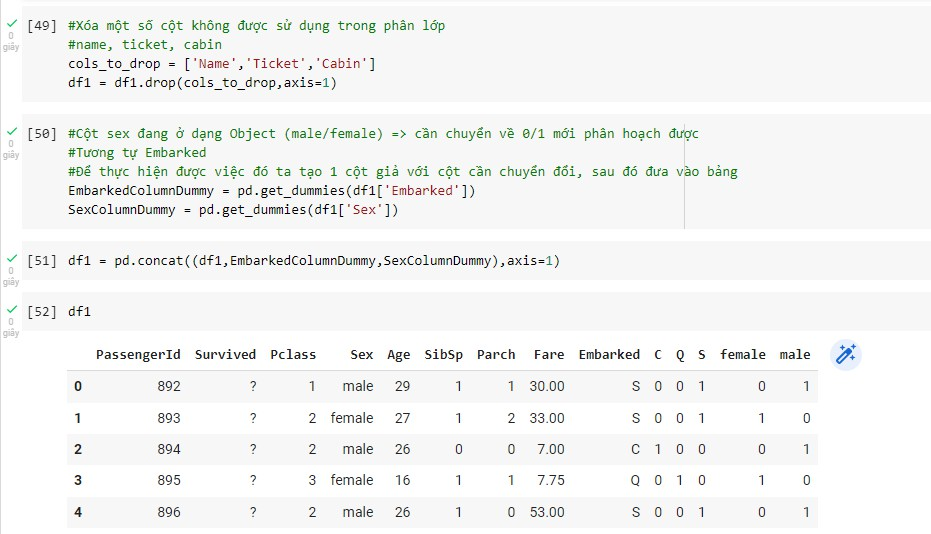 [49] #Xóa một số cột không được sử dụng trong phân lớp
0
giây
#name, ticket, cabin
cols_to_drop = ['Name','Ticket','Cabin']
df1 = df1.drop(cols_to_drop,axis=1)
[50] #Cột sex đang ở dạng Object (male/female) => cần chuyển về 0/1 mới phân hoạch được
0
giây
#Tương tự Embarked
#Để thực hiện được việc đó ta tạo 1 cột giả với cột cần chuyển đổi, sau đó đưa vào bảng
EmbarkedColumnDummy = pd.get_dummies(df1['Embarked'])
SexColumnDummy = pd.get_dummies(df1['Sex'])
[51] df1 = pd.concat((df1,EmbarkedColumnDummy,SexColumnDummy),axis=1)
0
giây
[52] df1
0
giây
PassengerId Survived Pclass Sex Age SibSp Parch Fare Embarked C Q S female male
0 892 ? 1 male 29 1 1 30.00 S 0 0 1 0 1
1 893 ? 2 female 27 1 2 33.00 S 0 0 1 1 0
2 894 ? 2 male 26 0 0 7.00 C 1 0 0 0 1
3 895 ? 3 female 16 1 1 7.75 Q 0 1 0 1 0
4 896 ? 2 male 26 1 0 53.00 S 0 0 1 0 1